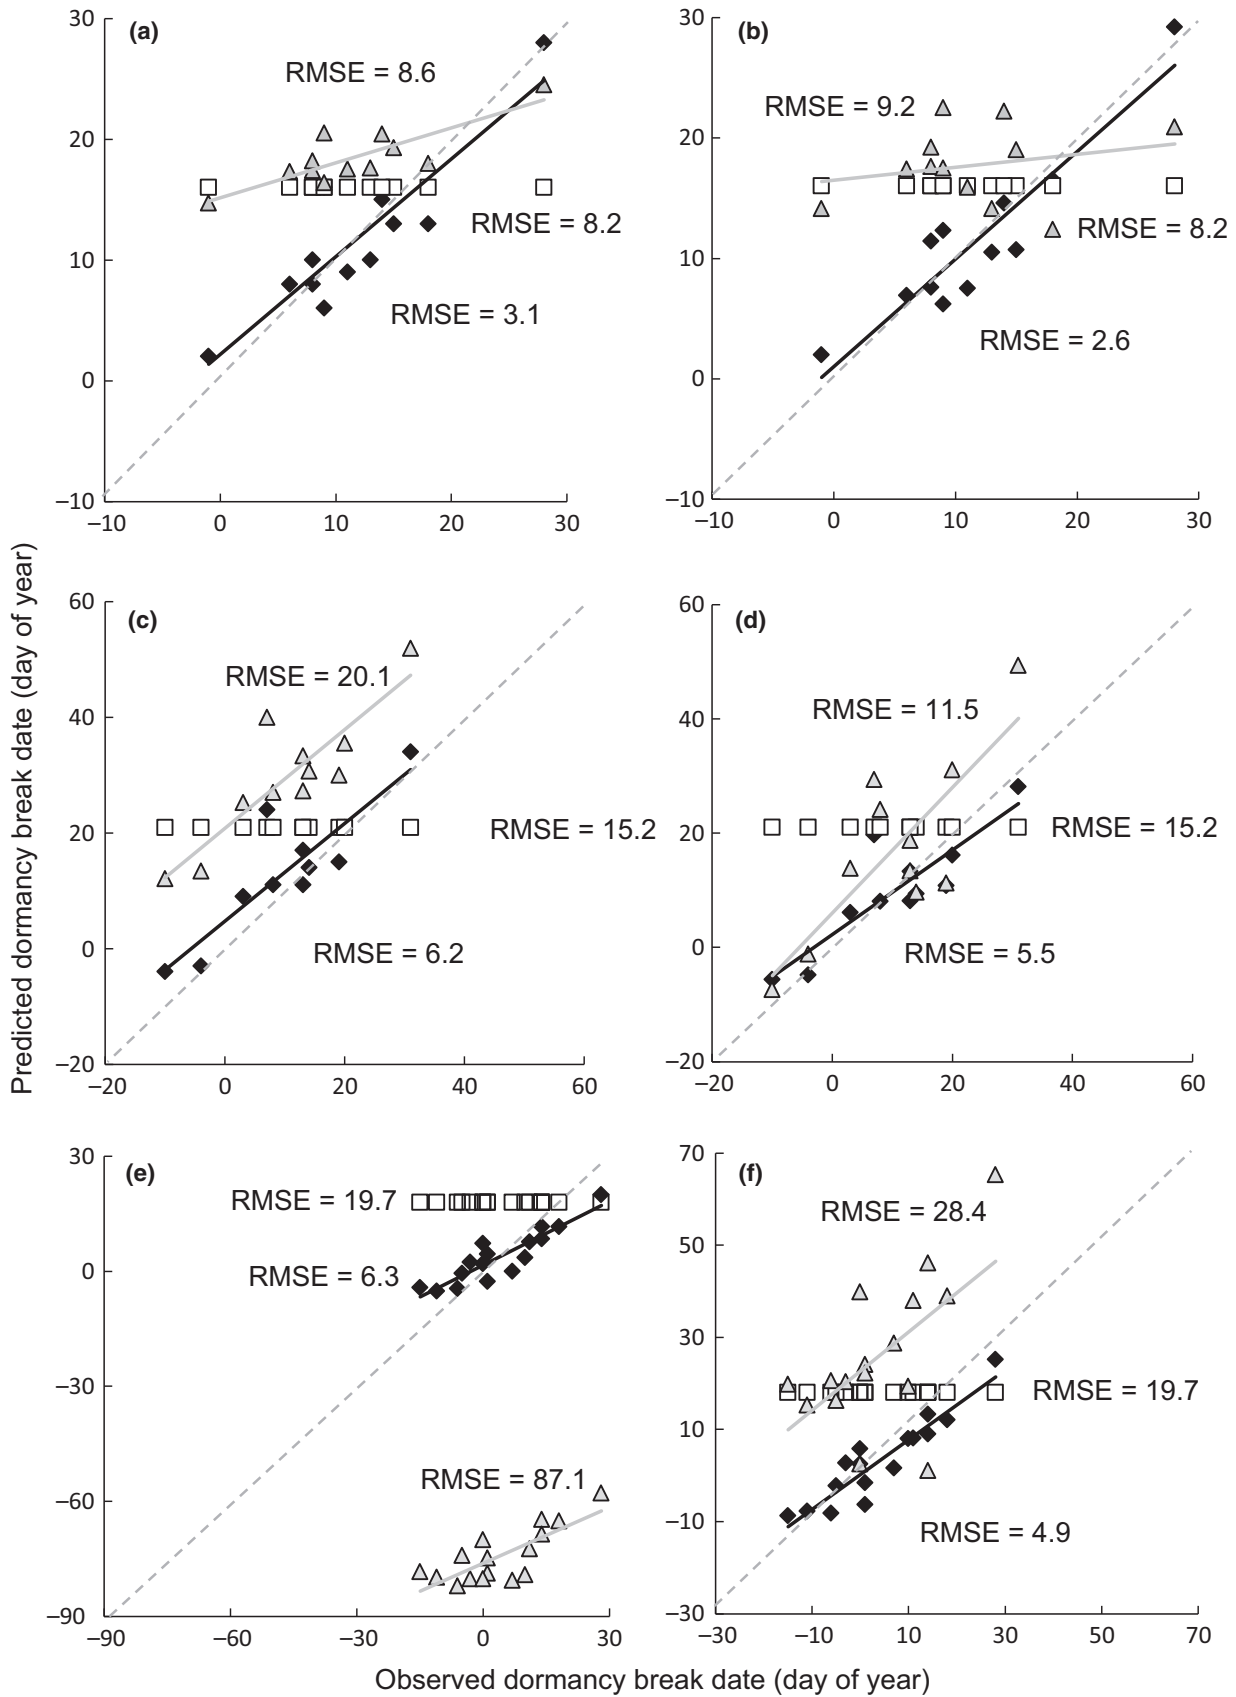 Predicted dormancy break date (day of year)
(a)
RMSE = 8.6
RMSE = 8.2
RMSE = 3.1
30
20
10
0
–10
–10 0 10 20 30
(b)
RMSE = 9.2
RMSE = 8.2
RMSE = 2.6
30
20
10
0
–10
–10 0 10 20 30
(c)
RMSE = 20.1
RMSE = 15.2
RMSE = 6.2
60
40
20
0
–20
–20 0 20 40 60
(d)
RMSE = 11.5
RMSE = 15.2
RMSE = 5.5
60
40
20
0
–20
–20 0 20 40 60
(e)
RMSE = 19.7
RMSE = 6.3
RMSE = 87.1
30
0
–30
–60
–90
–90 –60 –30 0 30
(f)
RMSE = 28.4
RMSE = 19.7
RMSE = 4.9
70
50
30
10
–10
–30
–30 –10 10 30 50 70
Observed dormancy break date (day of year)